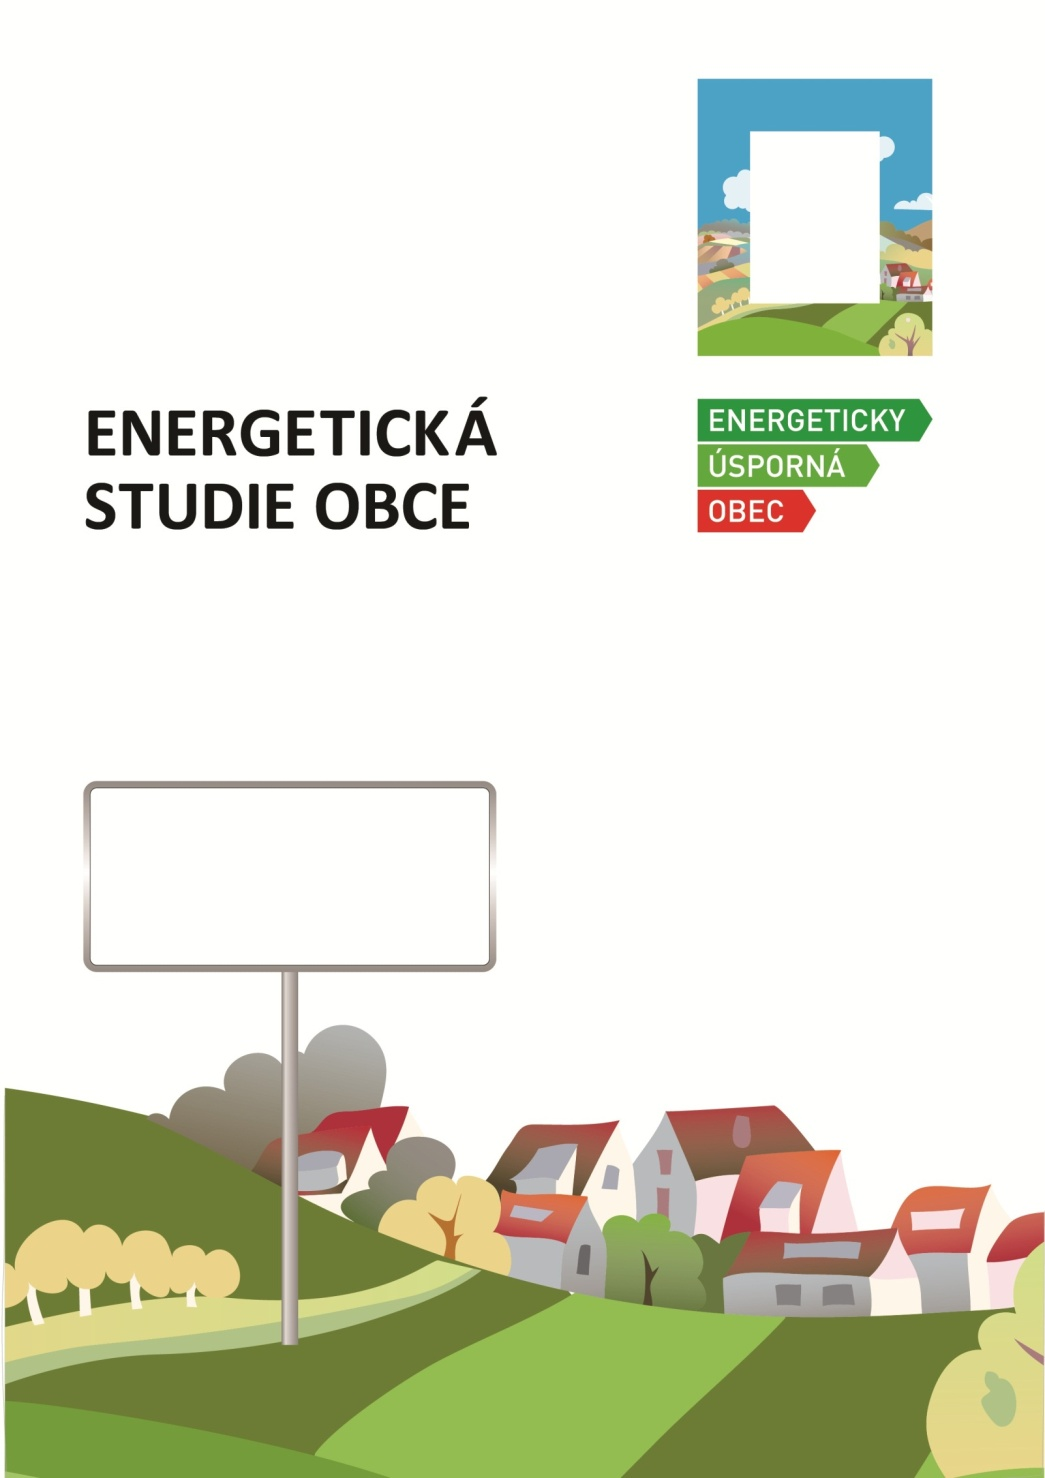 ENERGETICKÁ
STUDIE OBCE
ENERGETICKY
ÚSPORNÁ
OBEC